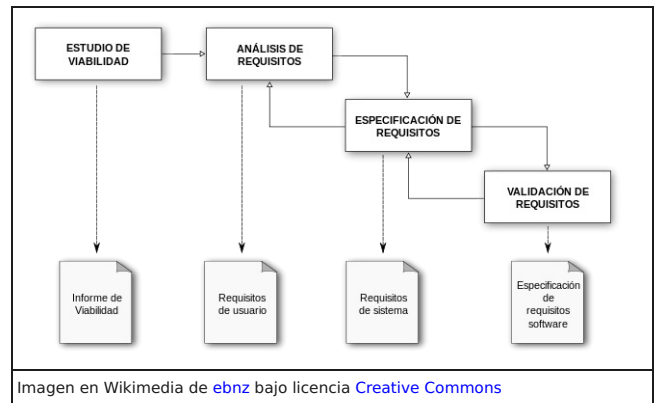 ESTUDIO DE
VIABILIDAD
ANÁLISIS DE
REQUISITOS
ESPECIFICACIÓN DE
REQUISITOS
VALIDACIÓN DE
REQUISITOS
Informe de
Viabilidad
Requisitos
de usuario
Requisitos
de sistema
Especificación
de
requisitos
software
Imagen en Wikimedia de ebnz bajo licencia Creative Commons